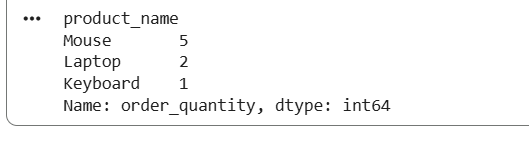 product_name
Mouse       5
Laptop      2
Keyboard    1
Name: order_quantity, dtype: int64